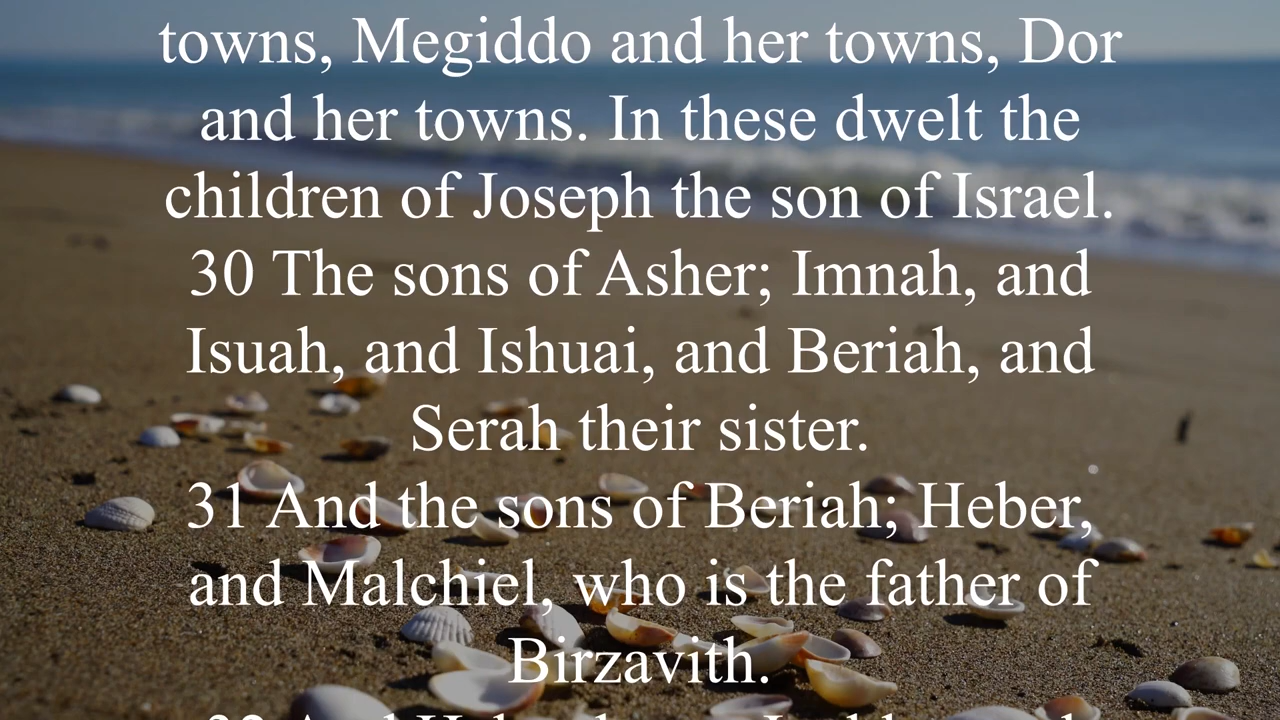 towns, Megiddo and her towns, Dor
and her towns. In these dwelt the
children of Joseph the son of Israel.
30 The sons of Asher; Imnah, and
Isuah, and Ishuai, and Beriah, and
Serah their sister.
31 And the sons of Beriah; Heber,
and Malchiel, who is the father of
Birzavith.